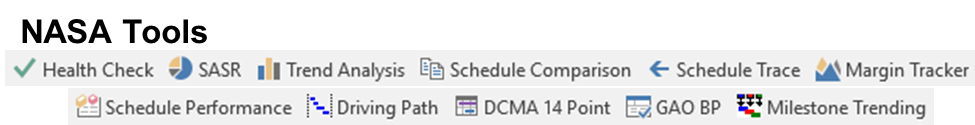 NASA Tools
Health Check SASR Trend Analysis Schedule Comparison Schedule Trace Margin Tracker
Schedule Performance Driving Path DCMA 14 Point GAO BP Milestone Trending